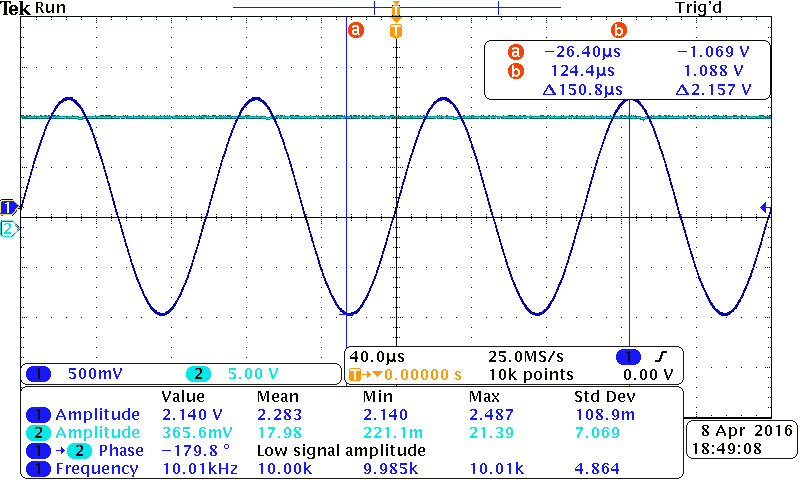 Tek Run T Trig'd
a T b
a −26.40µs −1.069 V
b 124.4µs 1.088 V
Δ150.8µs Δ2.157 V
1
2
1 500mV 2 5.00 V
40.0µs 25.0MS/s 1
T→▼0.00000 s 10k points 0.00 V
Value Mean Min Max Std Dev
1 Amplitude 2.140 V 2.283 2.140 2.487 108.9m
2 Amplitude 365.6mV 17.98 221.1m 21.39 7.069
1 → 2 Phase −179.8 ° Low signal amplitude
1 Frequency 10.01kHz 10.00k 9.985k 10.01k 4.864
8 Apr 2016
18:49:08